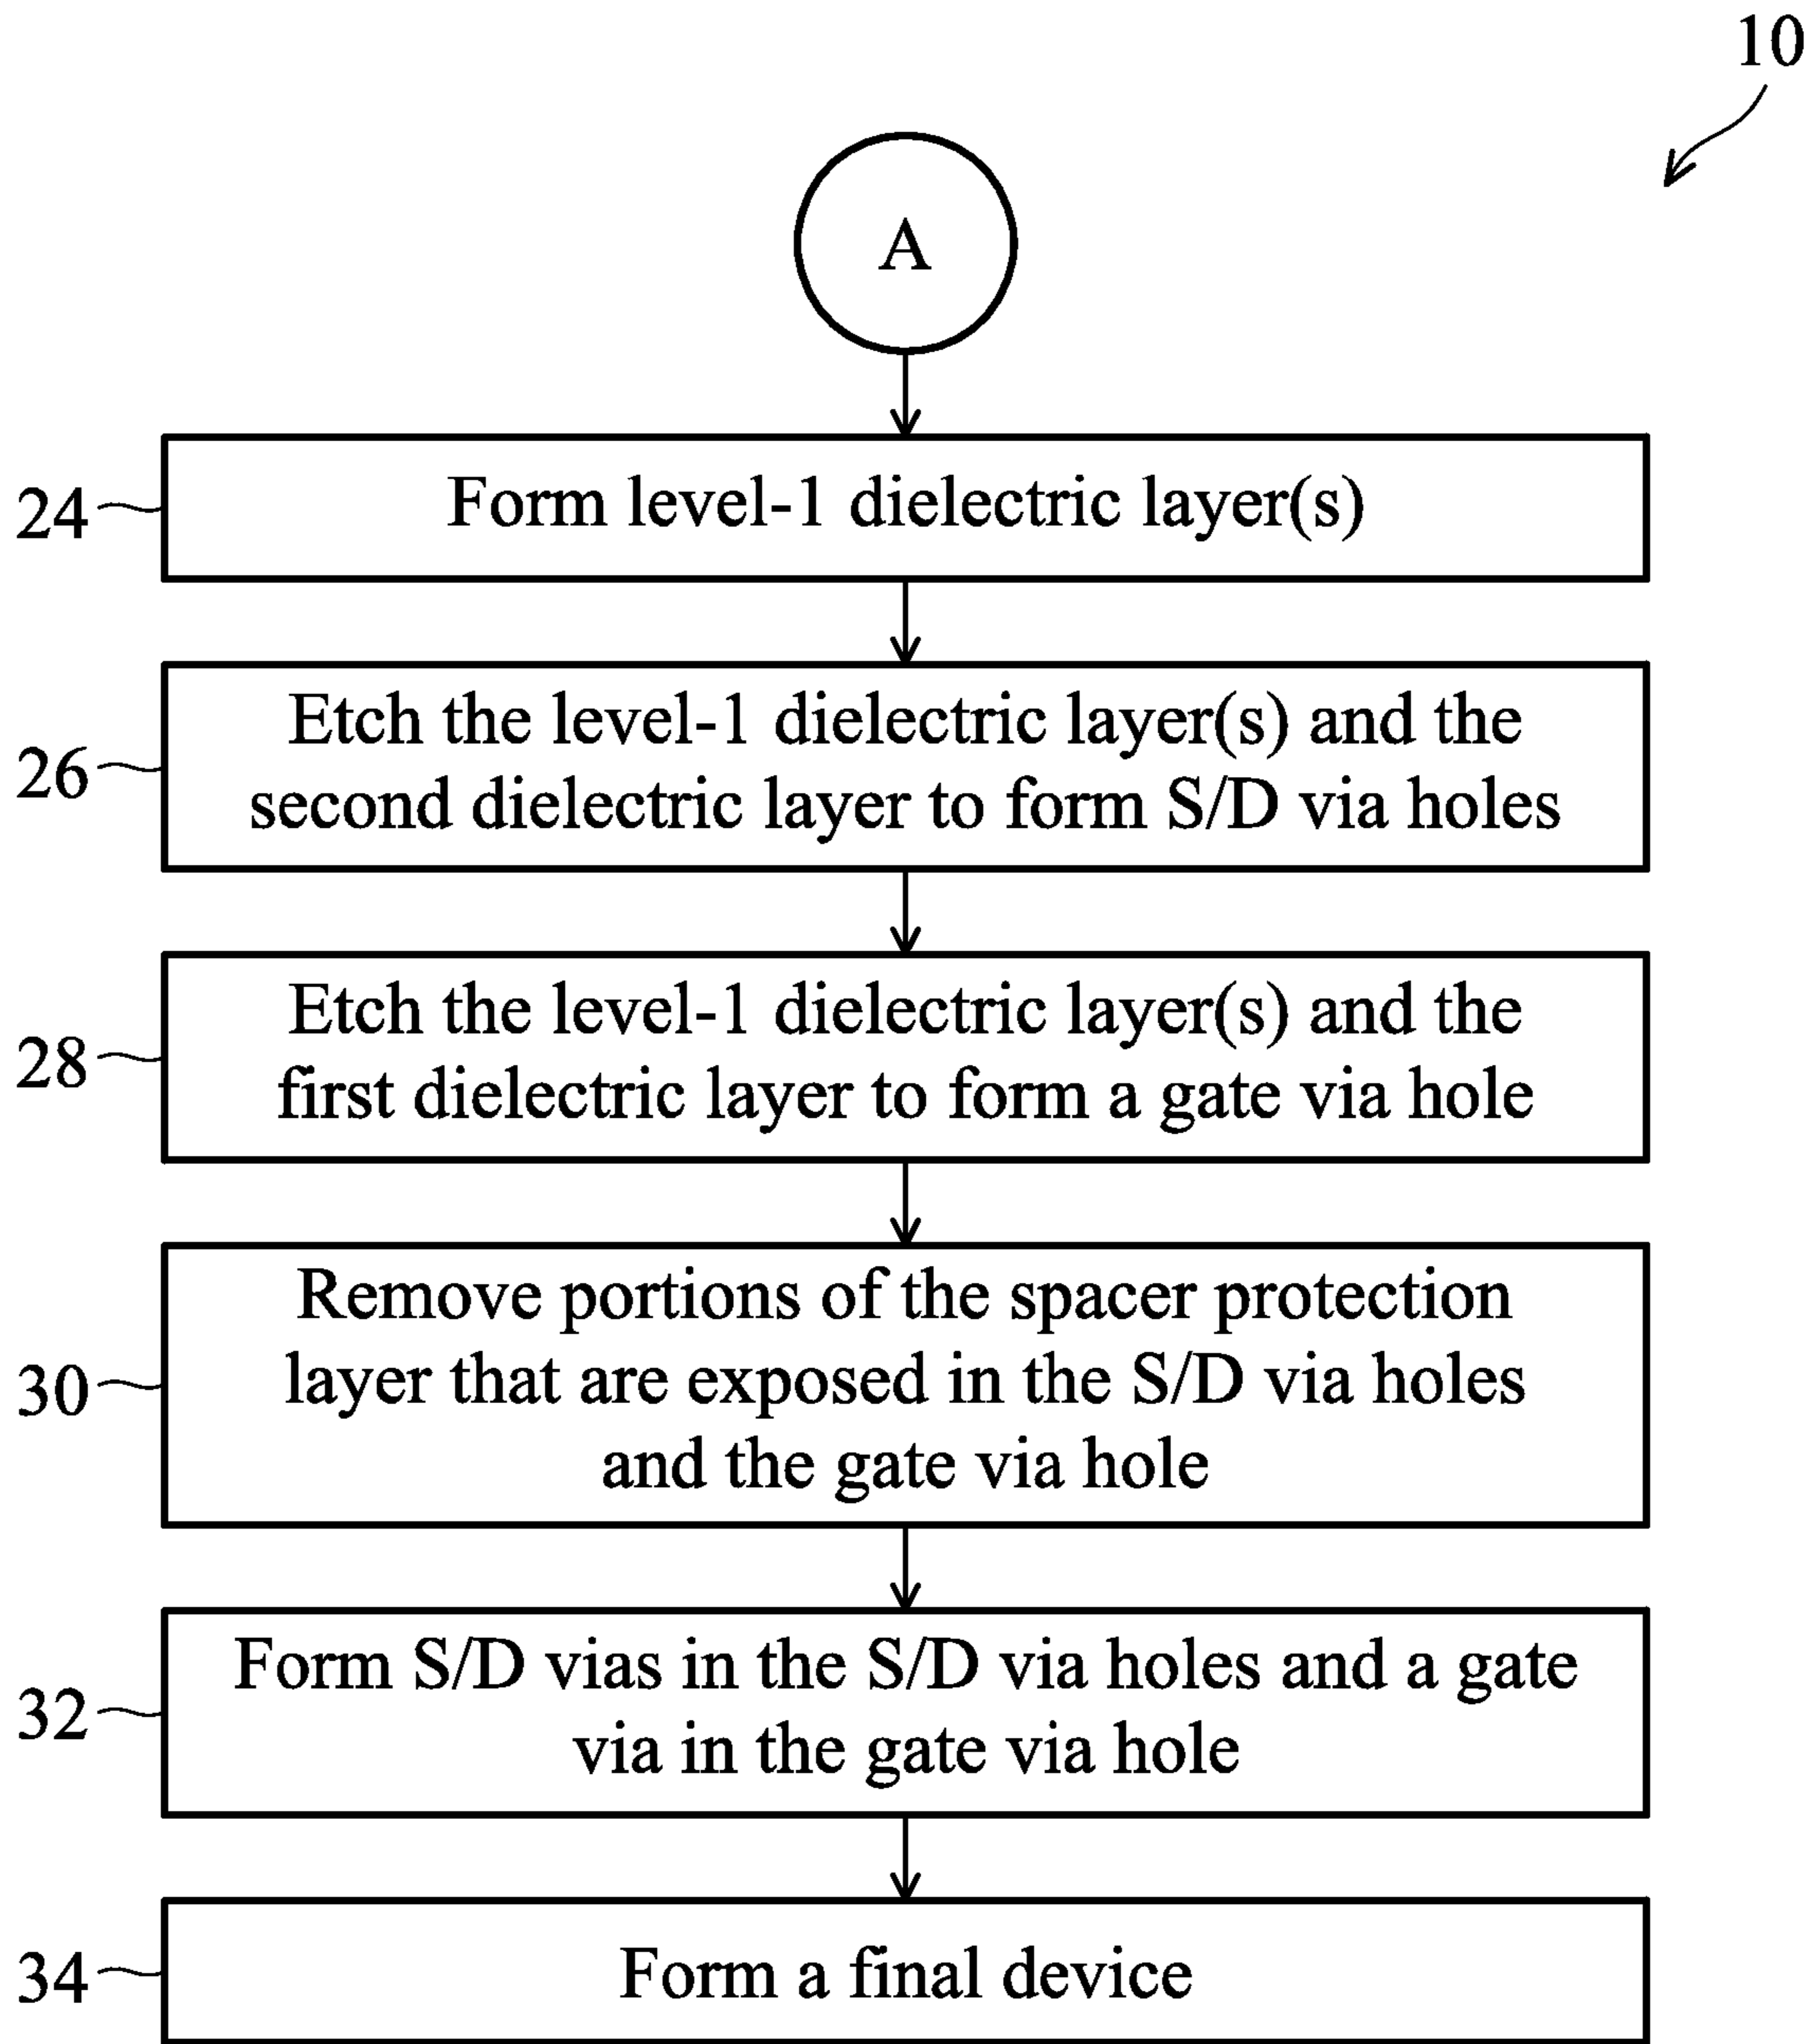 10
A
24
Form level-1 dielectric layer(s)
26
Etch the level-1 dielectric layer(s) and the
second dielectric layer to form S/D via holes
28
Etch the level-1 dielectric layer(s) and the
first dielectric layer to form a gate via hole
30
Remove portions of the spacer protection
layer that are exposed in the S/D via holes
and the gate via hole
32
Form S/D vias in the S/D via holes and a gate
via in the gate via hole
34
Form a final device